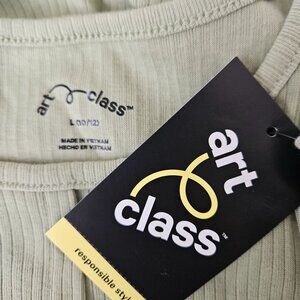 art class™
L (10/12)
MADE IN VIETNAM
HECHO EN VIETNAM
art
class™
responsible style